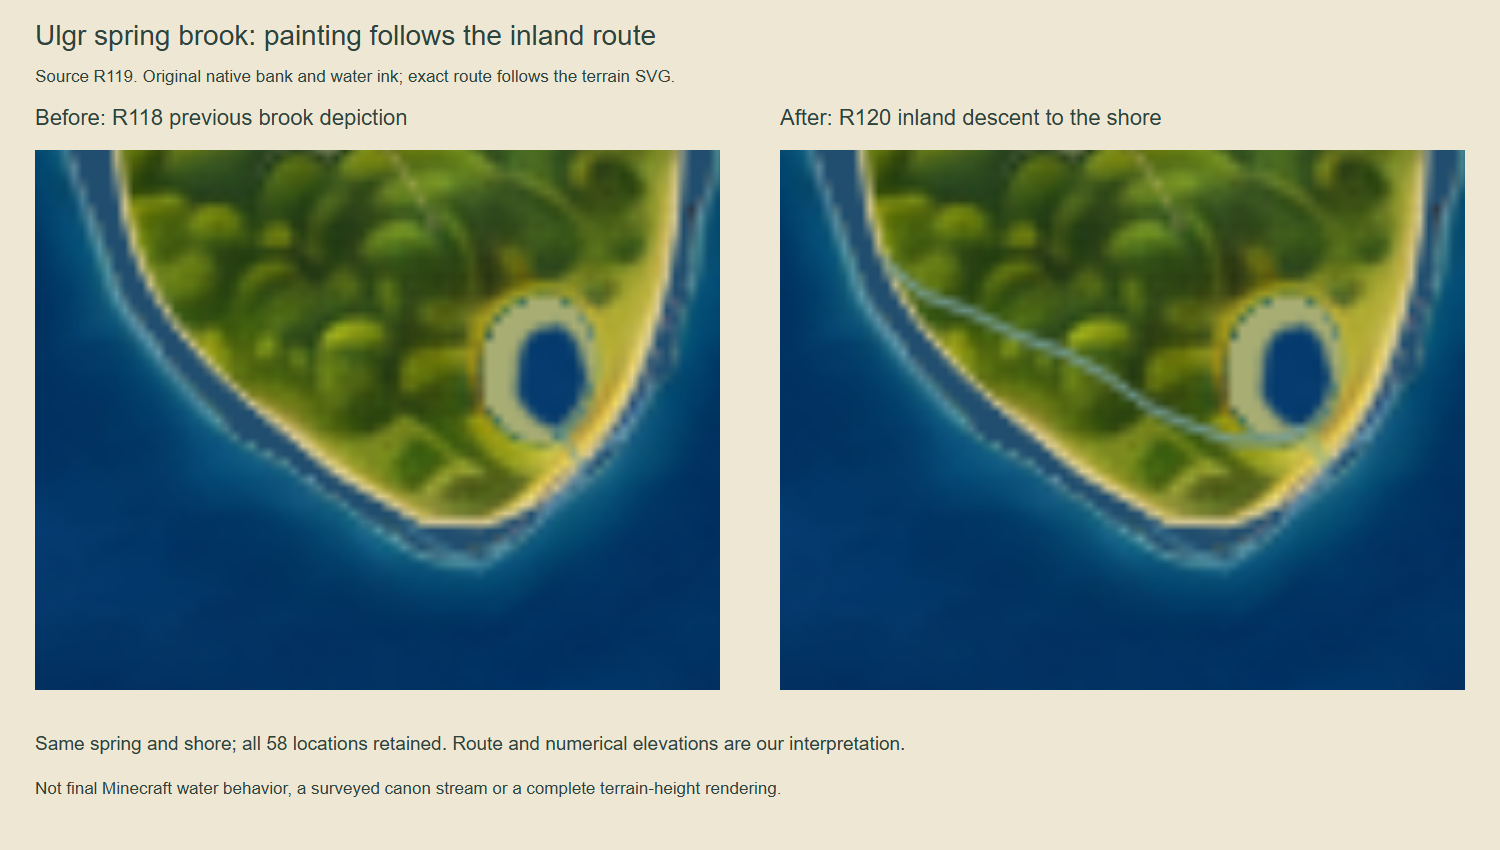 Ulgr spring brook: painting follows the inland route
Source R119. Original native bank and water ink; exact route follows the terrain SVG.
Before: R118 previous brook depiction
After: R120 inland descent to the shore
Same spring and shore; all 58 locations retained. Route and numerical elevations are our interpretation.
Not final Minecraft water behavior, a surveyed canon stream or a complete terrain-height rendering.